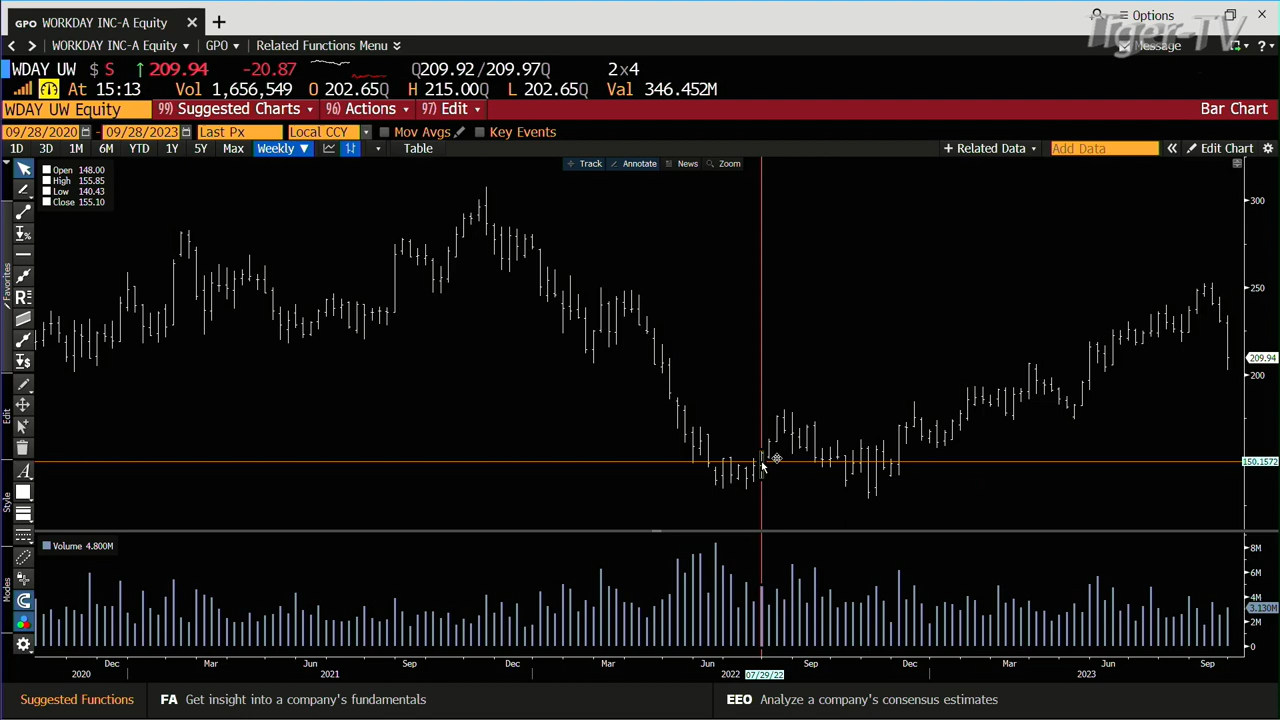 GPO WORKDAY INC-A Equity
Options
Tiger-TV
WORKDAY INC-A Equity GPO Related Functions Menu
Message
WDAY UW $ S 209.94 -20.87 Q209.92/209.97Q 2x4
At 15:13 Vol 1,656,549 O 202.65Q H 215.00Q L 202.65Q Val 346.452M
WDAY UW Equity 99) Suggested Charts 96) Actions 97) Edit Bar Chart
09/28/2020 - 09/28/2023 Last Px Local CCY Mov Avgs Key Events
1D 3D 1M 6M YTD 1Y 5Y Max Weekly ▼ Table + Related Data Add Data « Edit Chart
Track Annotate News Zoom
Open 148.00
High 155.85
Low 140.43
Close 155.10
300
250
209.94
200
150.1572
Favorites
Edit
Style
Modes
Volume 4.800M
8M
6M
4M
3.130M
2M
0
Dec Mar Jun Sep Dec Mar Jun Sep Dec Mar Jun Sep
2020 2021 2022 07/29/22 2023
Suggested Functions FA Get insight into a company's fundamentals EEO Analyze a company's consensus estimates